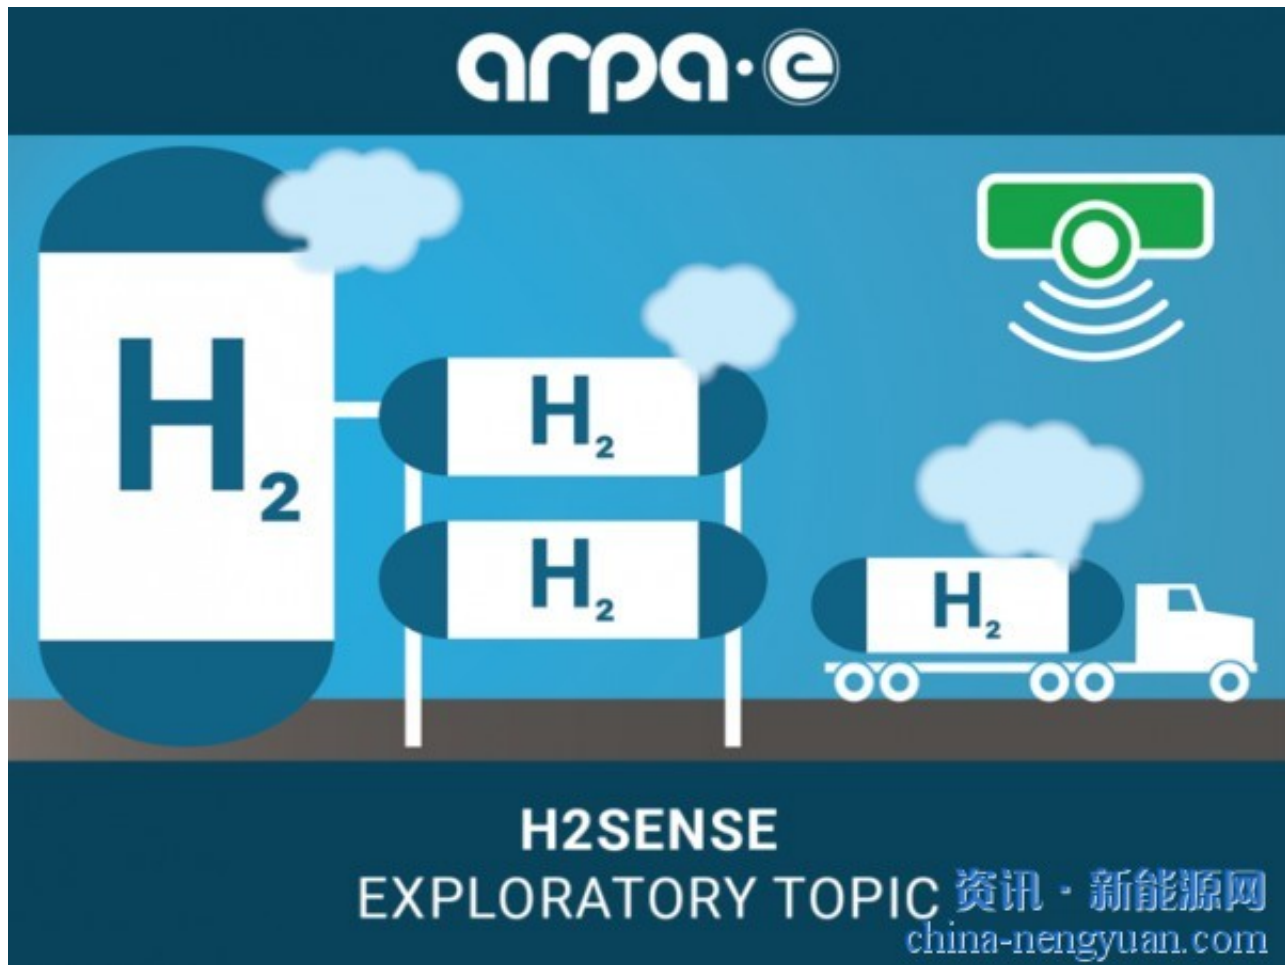 arpa·e
H2
H2
H2
H2
H2SENSE
EXPLORATORY TOPIC
资讯·新能源网
china-nengyuan.com